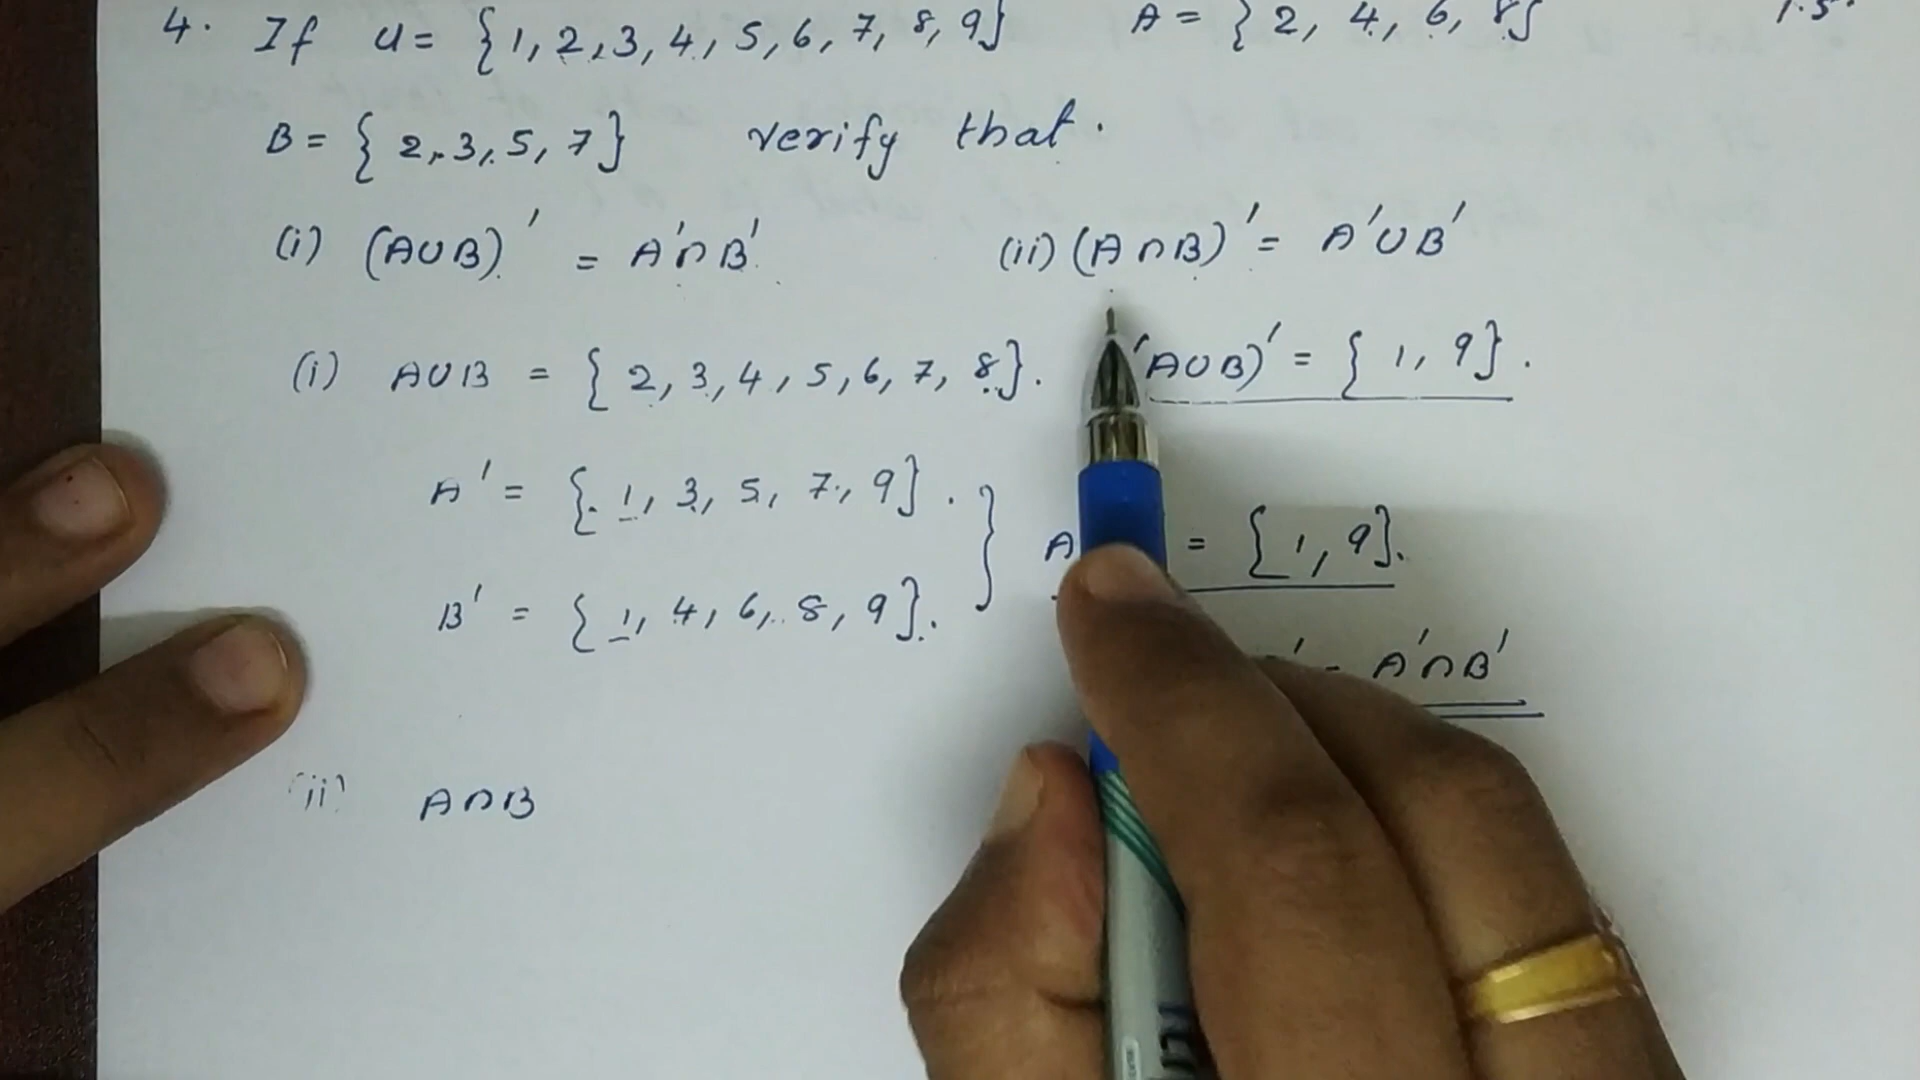 4. If U = {1, 2, 3, 4, 5, 6, 7, 8, 9} A = {2, 4, 6, 8} 1.5.
B = {2, 3, 5, 7} verify that.
(i) (A∪B)' = A'∩B' (ii) (A∩B)' = A'∪B'
(i) A∪B = {2, 3, 4, 5, 6, 7, 8}. (A∪B)' = {1, 9}.
A' = {1, 3, 5, 7, 9}.
A = {1, 9}.
B' = {1, 4, 6, 8, 9}.
' = A'∩B'
(ii) A∩B